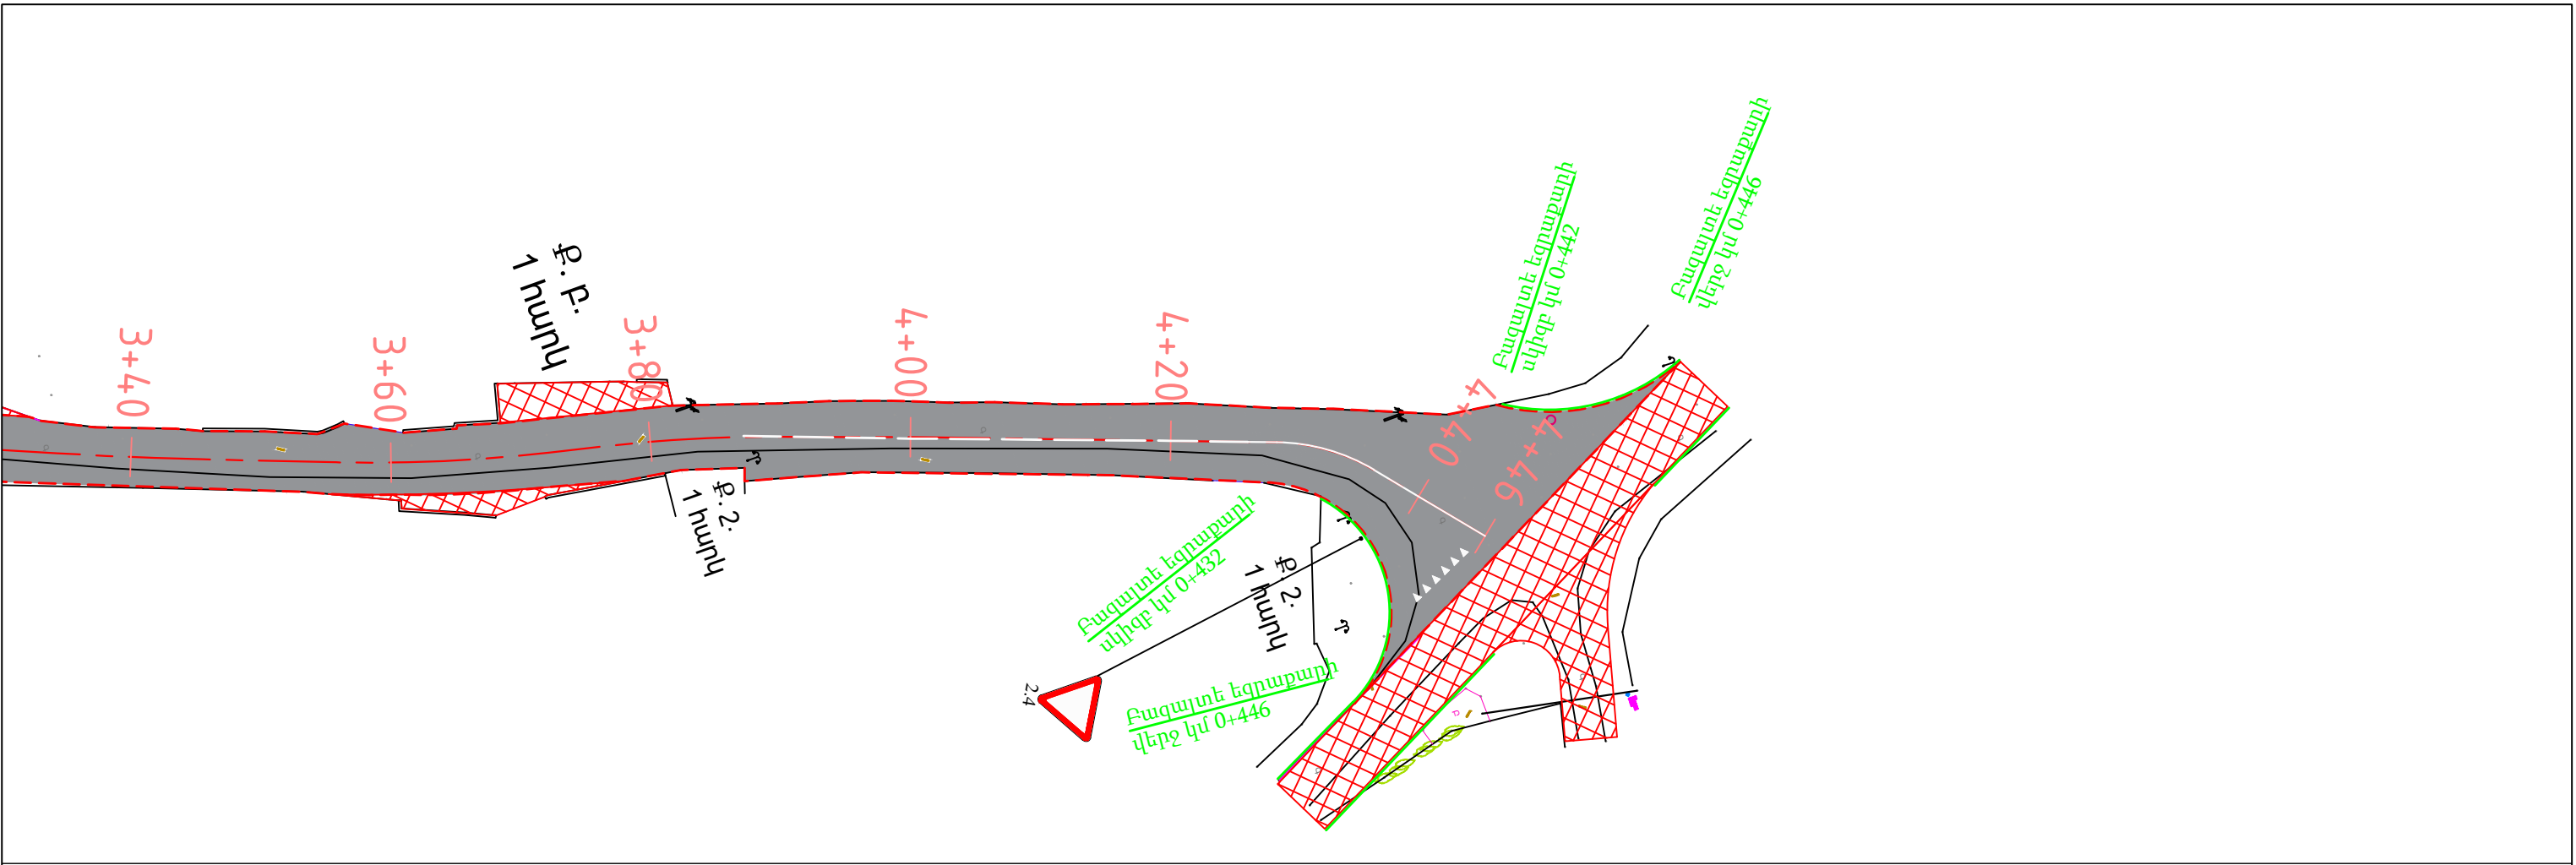 3+40
3+60
Ք. Բ.
1 հարկ
3+80
4+00
4+20
4+40
4+46
Բազալտե եզրաքարի
սկիզբ կմ 0+442
Բազալտե եզրաքարի
վերջ կմ 0+446
Ք. Շ.
1 հարկ
Բազալտե եզրաքարի
սկիզբ կմ 0+432
Ք. Շ.
1 հարկ
Բազալտե եզրաքարի
վերջ կմ 0+446
2.4